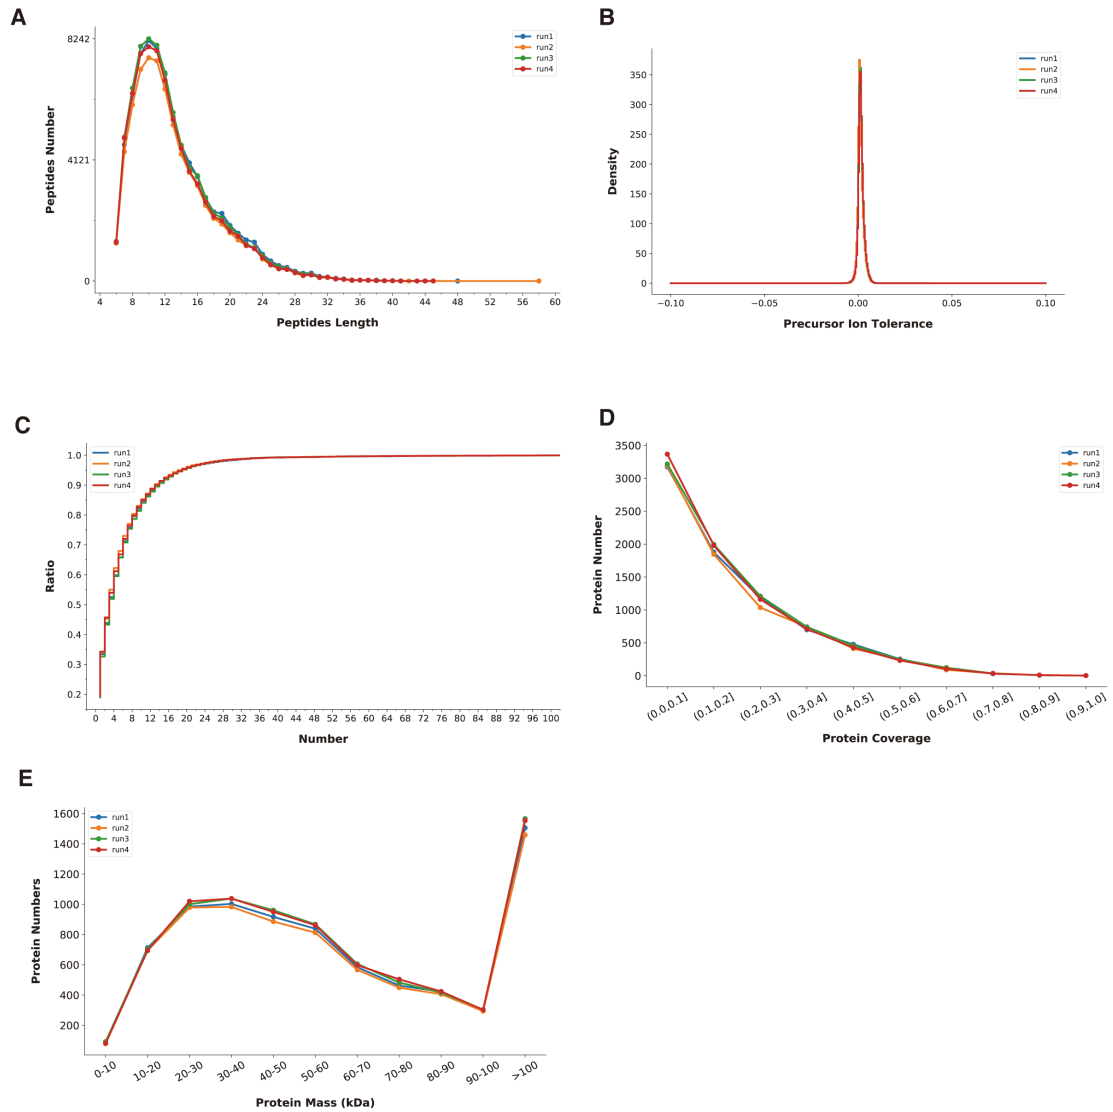 A
8242
4121
0
Peptides Number
4 8 12 16 20 24 28 32 36 40 44 48 52 56 60
Peptides Length
run1
run2
run3
run4
B
350
300
250
200
150
100
50
0
Density
−0.10 −0.05 0.00 0.05 0.10
Precursor Ion Tolerance
run1
run2
run3
run4
C
1.0
0.9
0.8
0.7
0.6
0.5
0.4
0.3
0.2
Ratio
0 4 8 12 16 20 24 28 32 36 40 44 48 52 56 60 64 68 72 76 80 84 88 92 96 100
Number
run1
run2
run3
run4
D
3500
3000
2500
2000
1500
1000
500
0
Protein Number
(0.0,0.1] (0.1,0.2] (0.2,0.3] (0.3,0.4] (0.4,0.5] (0.5,0.6] (0.6,0.7] (0.7,0.8] (0.8,0.9] (0.9,1.0]
Protein Coverage
run1
run2
run3
run4
E
1600
1400
1200
1000
800
600
400
200
Protein Numbers
0-10 10-20 20-30 30-40 40-50 50-60 60-70 70-80 80-90 90-100 >100
Protein Mass (kDa)
run1
run2
run3
run4